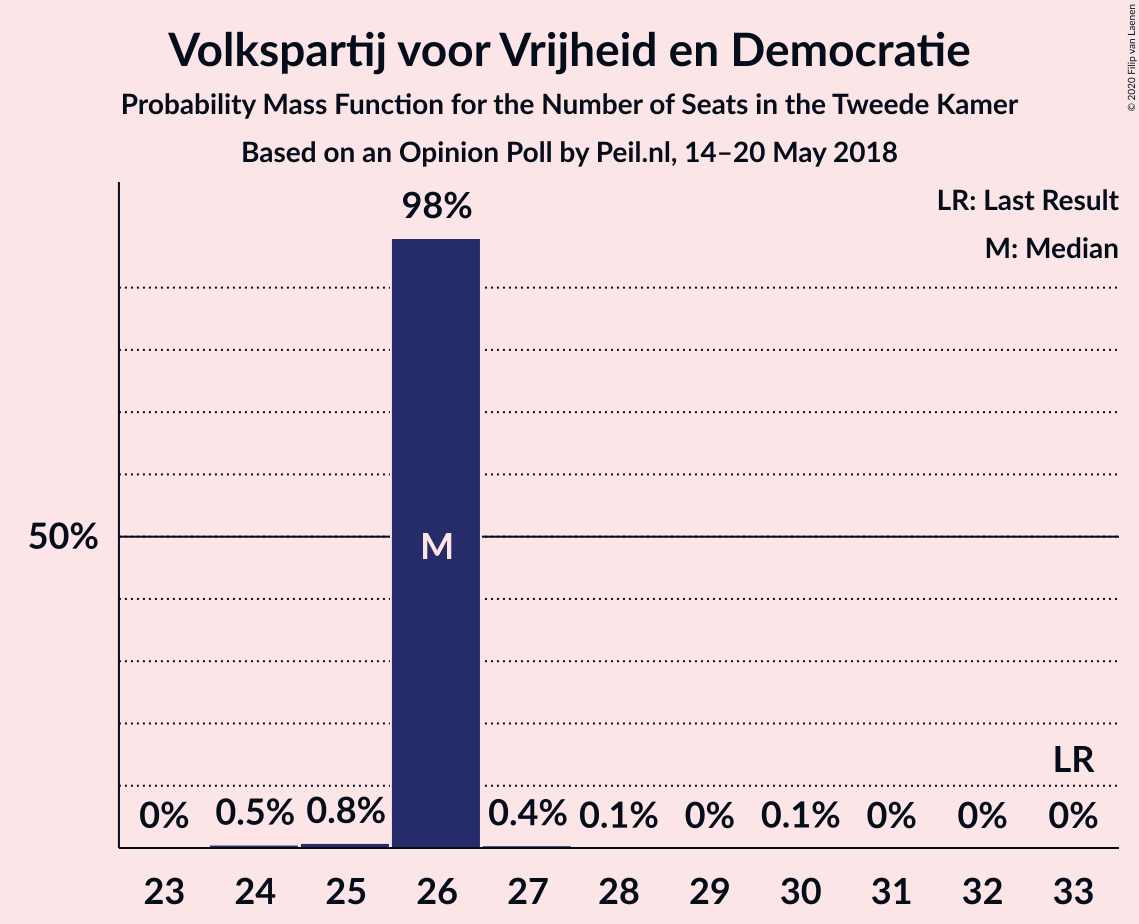 Volkspartij voor Vrijheid en Democratie
Probability Mass Function for the Number of Seats in the Tweede Kamer
Based on an Opinion Poll by Peil.nl, 14–20 May 2018
© 2020 Filip van Laenen
LR: Last Result
M: Median
98%
50%
M
LR
0% 0.5% 0.8% 0.4% 0.1% 0% 0.1% 0% 0% 0%
23 24 25 26 27 28 29 30 31 32 33